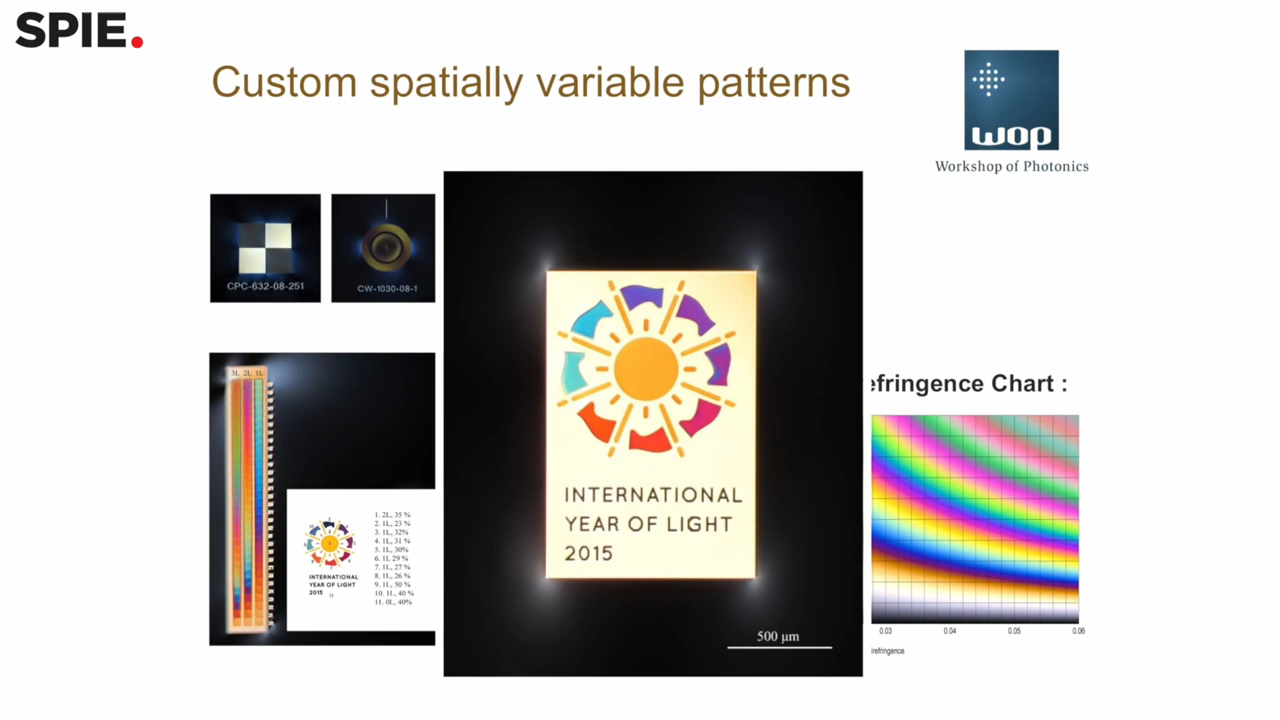 SPIE.
Custom spatially variable patterns
wop
Workshop of Photonics
CPC-632-08-251
CW-1030-08-1
3L 2L 1L
1. 2L, 35 %
2. 1L, 23 %
3. 1L, 32%
4. 1L, 31 %
5. 1L, 30%
6. 1L 29 %
7. 1L, 27 %
8. 1L, 26 %
9. 1L, 50 %
10. 1L, 40 %
11. 0L, 40%
INTERNATIONAL
YEAR OF LIGHT
2015
11
INTERNATIONAL
YEAR OF LIGHT
2015
500 µm
efringence Chart :
0.03 0.04 0.05 0.06
irefringence